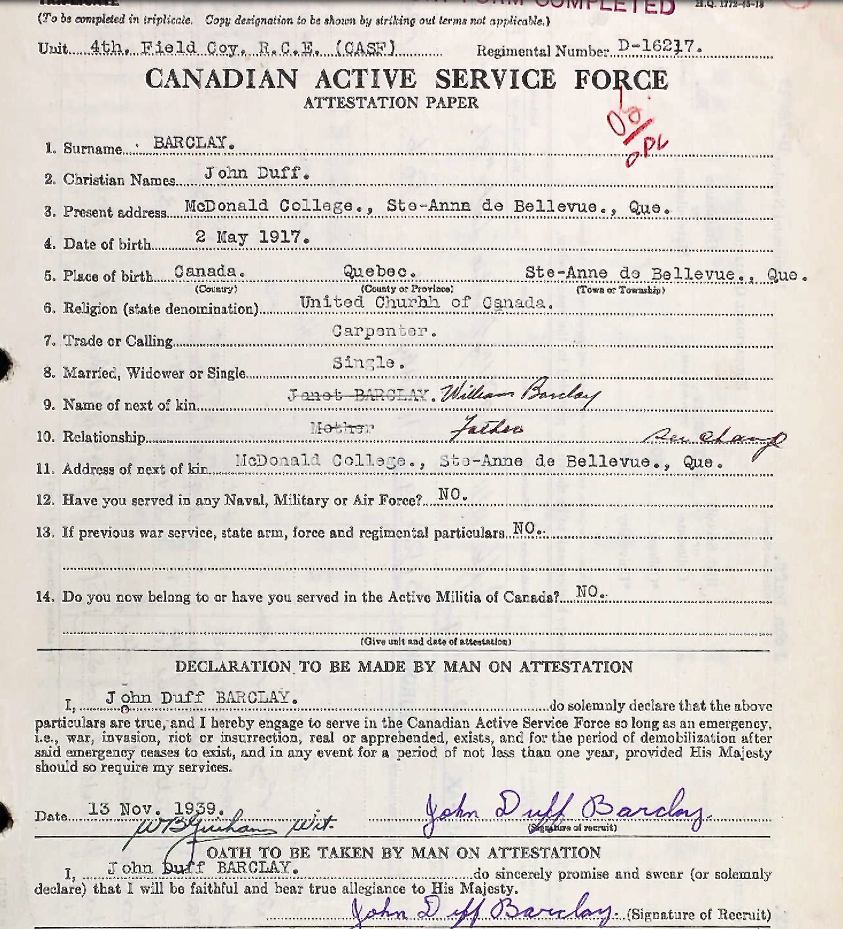 FORM COMPLETED H.Q. 1772-45-18
(To be completed in triplicate. Copy designation to be shown by striking out terms not applicable.)
Unit 4th. Field Coy. R.C.E. (CASF) Regimental Number D-16217.
CANADIAN ACTIVE SERVICE FORCE
ATTESTATION PAPER
1. Surname BARCLAY.
2. Christian Names John Duff.
3. Present address McDonald College., Ste-Anne de Bellevue., Que.
4. Date of birth 2 May 1917.
5. Place of birth Canada. Quebec. Ste-Anne de Bellevue., Que.
(Country) (County or Province) (Town or Township)
6. Religion (state denomination) United Churhh of Canada.
7. Trade or Calling Carpenter.
8. Married, Widower or Single Single.
9. Name of next of kin Janet BARCLAY. William Barclay
10. Relationship Mother Father
11. Address of next of kin McDonald College., Ste-Anne de Bellevue., Que.
12. Have you served in any Naval, Military or Air Force? NO.
13. If previous war service, state arm, force and regimental particulars NO.
14. Do you now belong to or have you served in the Active Militia of Canada? NO.
(Give unit and date of attestation)
DECLARATION TO BE MADE BY MAN ON ATTESTATION
I, John Duff BARCLAY. do solemnly declare that the above
particulars are true, and I hereby engage to serve in the Canadian Active Service Force so long as an emergency,
i.e., war, invasion, riot or insurrection, real or apprehended, exists, and for the period of demobilization after
said emergency ceases to exist, and in any event for a period of not less than one year, provided His Majesty
should so require my services.
Date 13 Nov. 1939. John Duff Barclay.
Wit. (Signature of recruit)
OATH TO BE TAKEN BY MAN ON ATTESTATION
I, John Duff BARCLAY. do sincerely promise and swear (or solemnly
declare) that I will be faithful and bear true allegiance to His Majesty.
John Duff Barclay. (Signature of Recruit)